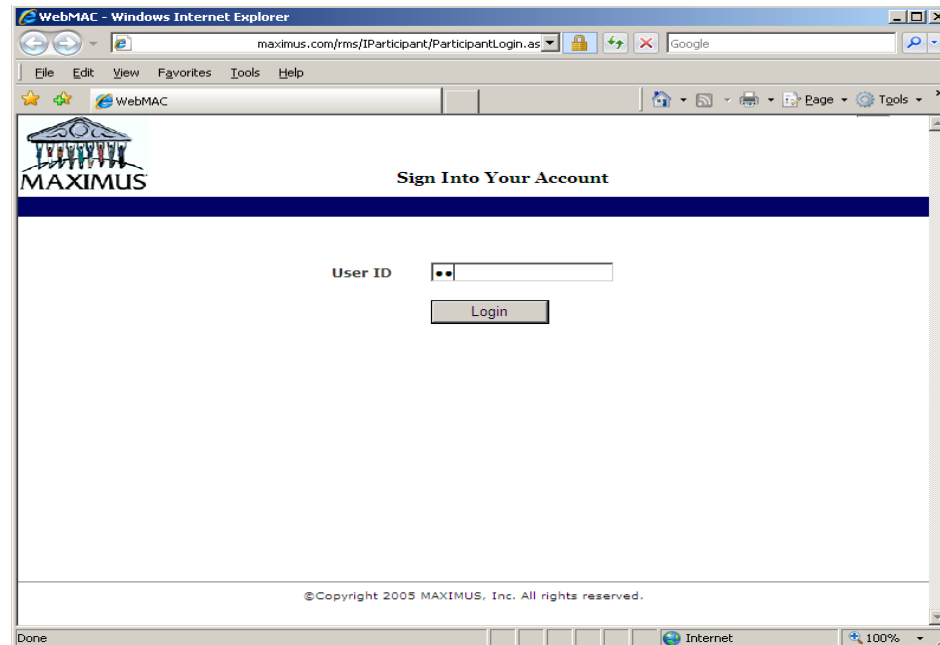 WebMAC - Windows Internet Explorer
maximus.com/rms/IParticipant/ParticipantLogin.as
Google
File Edit View Favorites Tools Help
WebMAC
Page Tools
MAXIMUS
Sign Into Your Account
User ID ••
Login
©Copyright 2005 MAXIMUS, Inc. All rights reserved.
Done Internet 100%